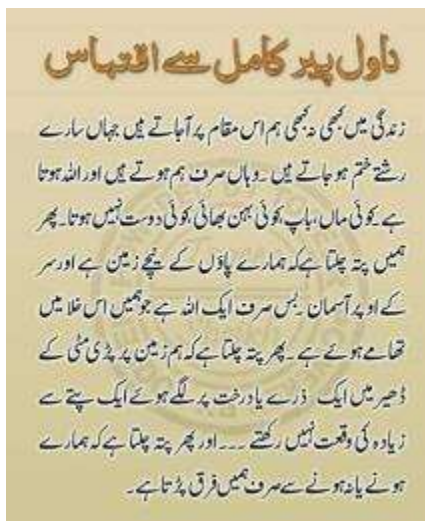 ناول پیر کامل سے اقتباس
زندگی میں کبھی نہ کبھی ہم اس مقام پر آجاتے ہیں جہاں سارے
رشتے ختم ہو جاتے ہیں ۔وہاں صرف ہم ہوتے ہیں اور اللہ ہوتا
ہے ۔کوئی ماں، باپ ،کوئی بہن بھائی ،کوئی دوست نہیں ہوتا۔ پھر
ہمیں پتہ چلتا ہے کہ ہمارے پاؤں کے نیچے زمین ہے اور سر
کے اوپر آسمان ۔بس صرف ایک اللہ ہے جو ہمیں اس خلا میں
تھامے ہوئے ہے ۔پھر پتہ چلتا ہے کہ ہم زمین پر پڑی مٹی کے
ڈھیر میں ایک ذرے یا درخت پر لگے ہوئے ایک پتے سے
زیادہ کی وقعت نہیں رکھتے ۔۔۔ اور پھر پتہ چلتا ہے کہ ہمارے
ہونے یا نہ ہونے سے صرف ہمیں فرق پڑتا ہے ۔